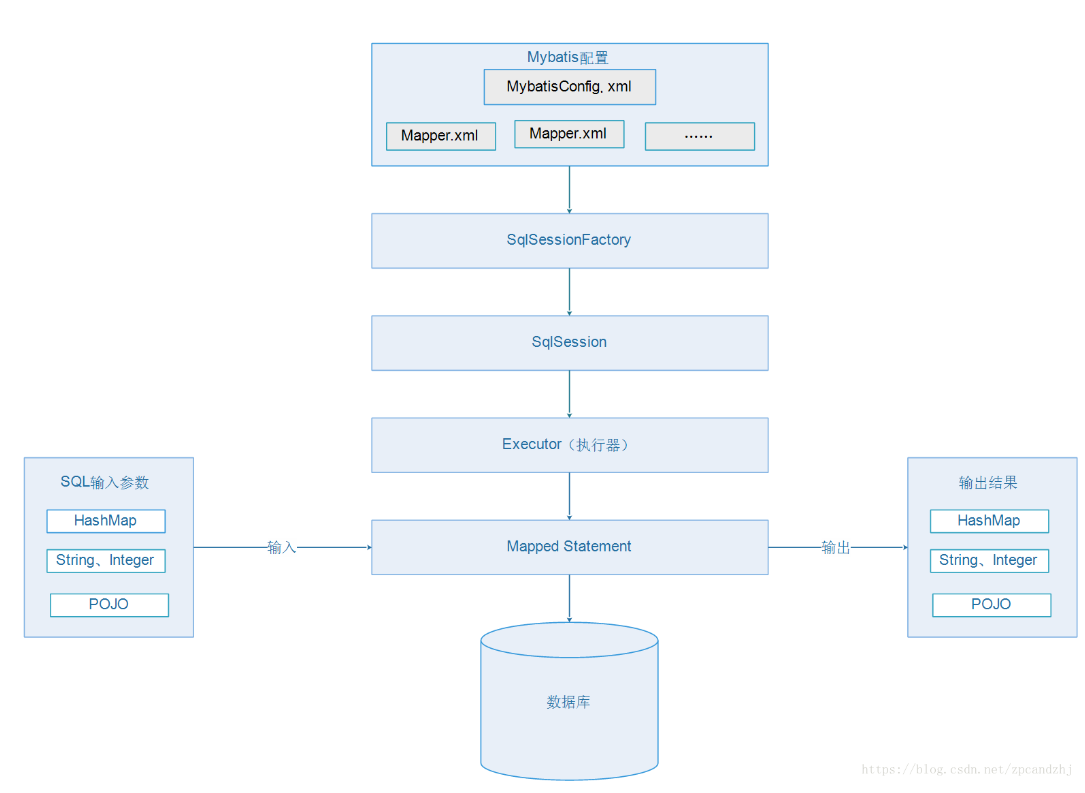 Mybatis配置
MybatisConfig. xml
Mapper.xml
Mapper.xml
······
SqlSessionFactory
SqlSession
Executor（执行器）
SQL输入参数
HashMap
String、Integer
POJO
输入
Mapped Statement
输出
输出结果
HashMap
String、Integer
POJO
数据库
https://blog.csdn.net/zpcandzhj